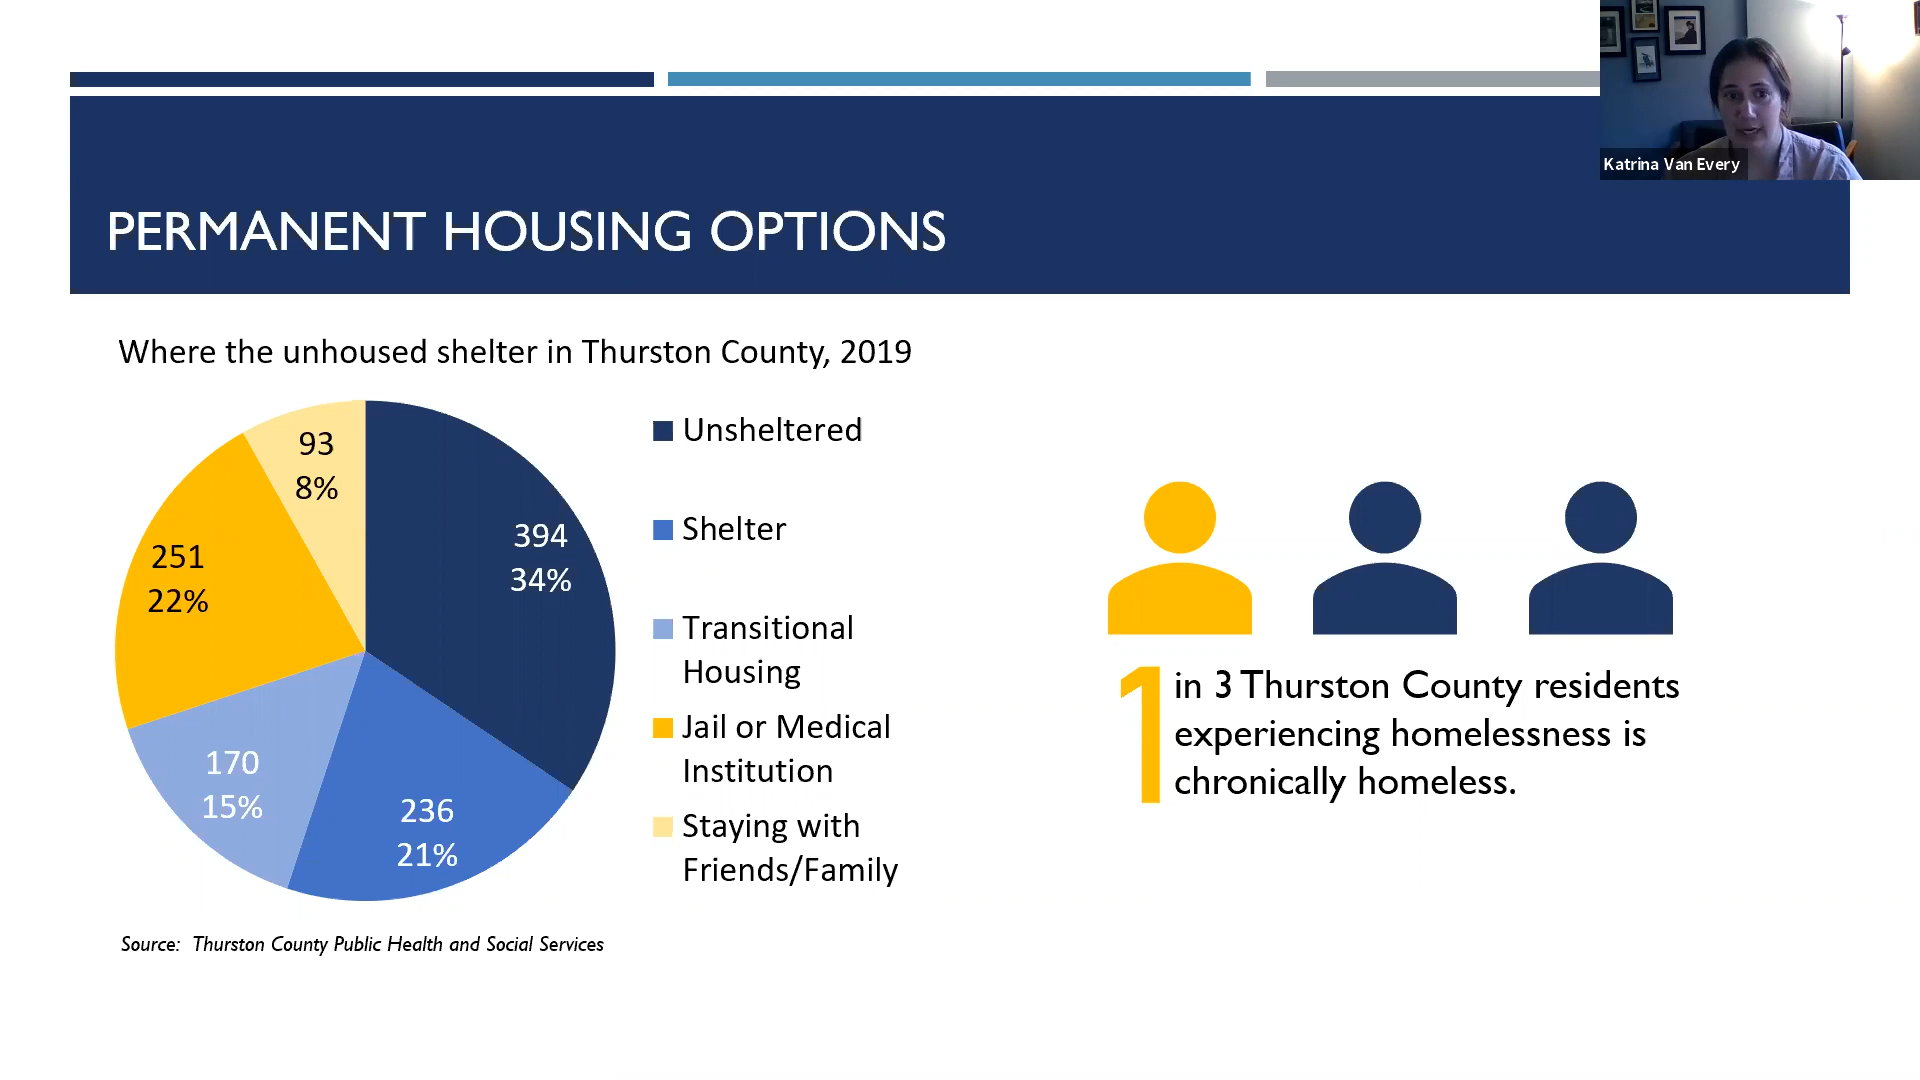 Katrina Van Every
PERMANENT HOUSING OPTIONS
Where the unhoused shelter in Thurston County, 2019
93
8%
394
34%
251
22%
170
15%
236
21%
Unsheltered
Shelter
Transitional
Housing
Jail or Medical
Institution
Staying with
Friends/Family
1 in 3 Thurston County residents
experiencing homelessness is
chronically homeless.
Source: Thurston County Public Health and Social Services